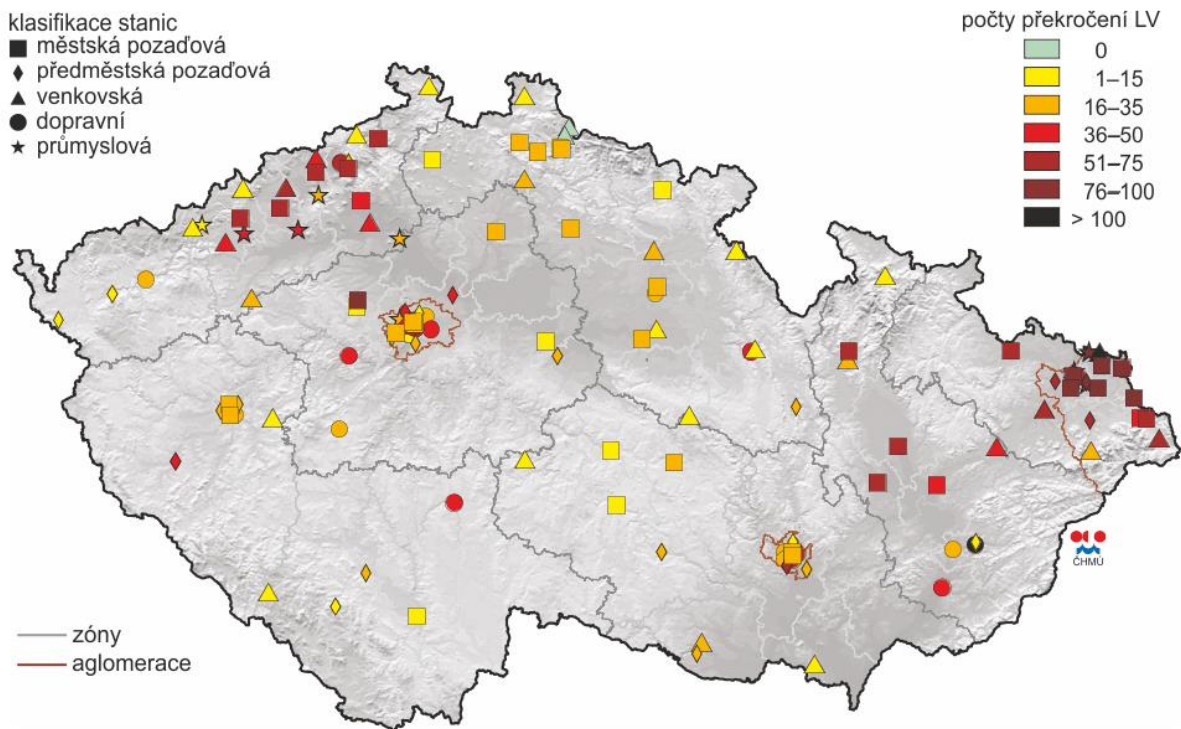 klasifikace stanic
městská pozaďová
předměstská pozaďová
venkovská
dopravní
průmyslová
počty překročení LV
0
1–15
16–35
36–50
51–75
76–100
> 100
ČHMÚ
zóny
aglomerace